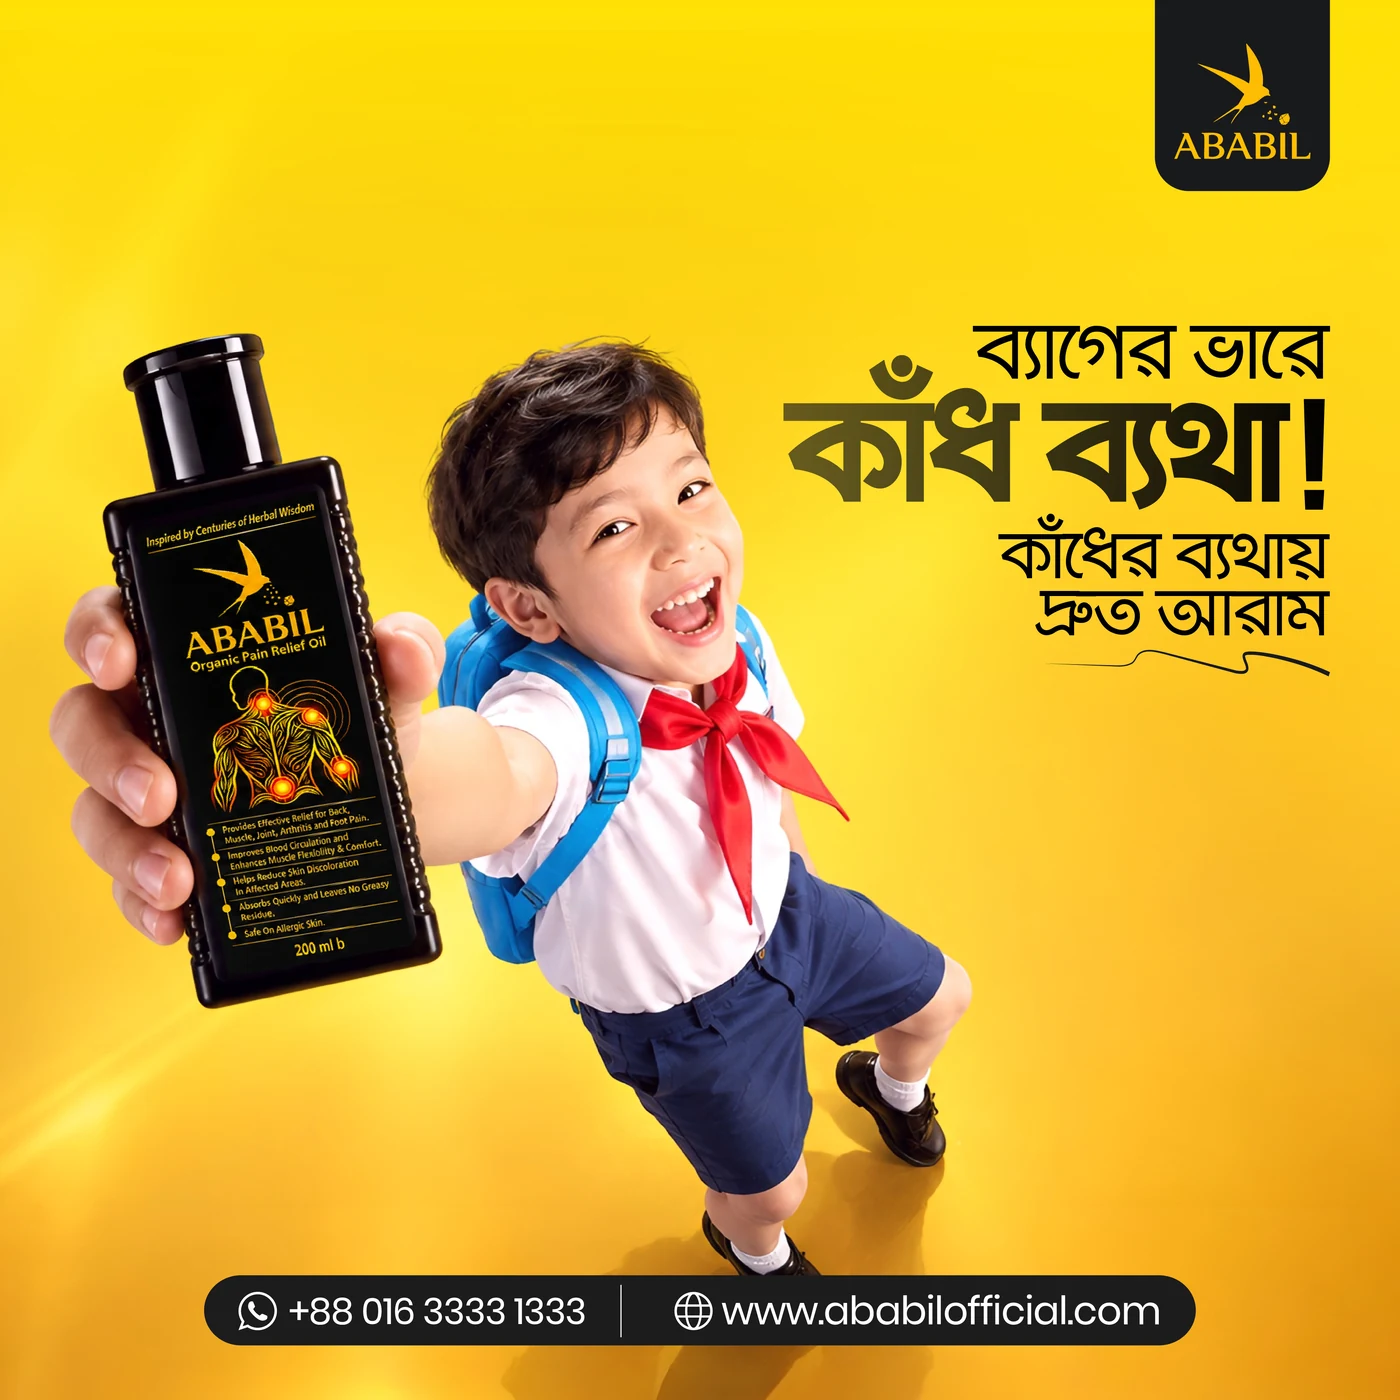 ABABIL
ব্যাগের ভারে
কাঁধ ব্যথা!
কাঁধের ব্যথায়
দ্রুত আরাম
Inspired by Centuries of Herbal Wisdom
ABABIL
Organic Pain Relief Oil
Provides Effective Relief for Back,
Muscle, Joint, Arthritis and Foot Pain.
Improves Blood Circulation and
Enhances Muscle Flexiolility & Comfort.
Helps Reduce Skin Discoloration
In Affected Areas.
Absorbs Quickly and Leaves No Greasy
Residue.
Safe On Allergic Skin.
200 ml b
+88 016 3333 1333
www.ababilofficial.com